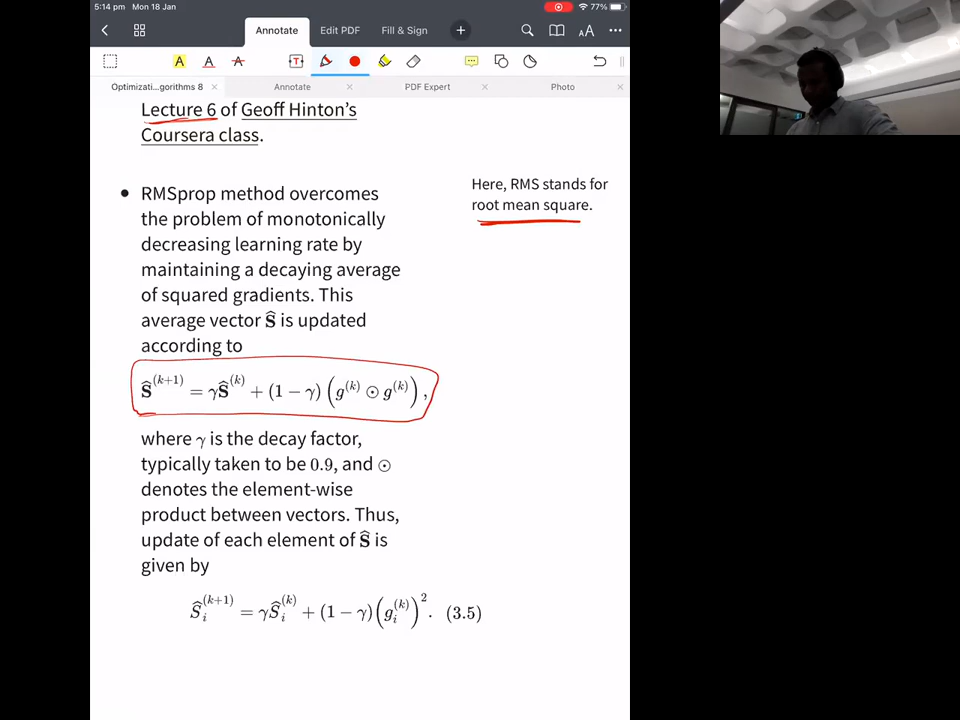 5:14 pm Mon 18 Jan
77%
Annotate
Edit PDF
Fill & Sign
AA
T
A
A
A
Optimizati...gorithms 8
Annotate
PDF Expert
Photo
Lecture 6 of Geoff Hinton's
Coursera class.
• RMSprop method overcomes
the problem of monotonically
decreasing learning rate by
maintaining a decaying average
of squared gradients. This
average vector Ŝ is updated
according to
Ŝ^(k+1) = γŜ^(k) + (1 − γ) (g^(k) ⊙ g^(k)),
where γ is the decay factor,
typically taken to be 0.9, and ⊙
denotes the element-wise
product between vectors. Thus,
update of each element of Ŝ is
given by
Ŝ_i^(k+1) = γŜ_i^(k) + (1 − γ)(g_i^(k))^2. (3.5)
Here, RMS stands for
root mean square.